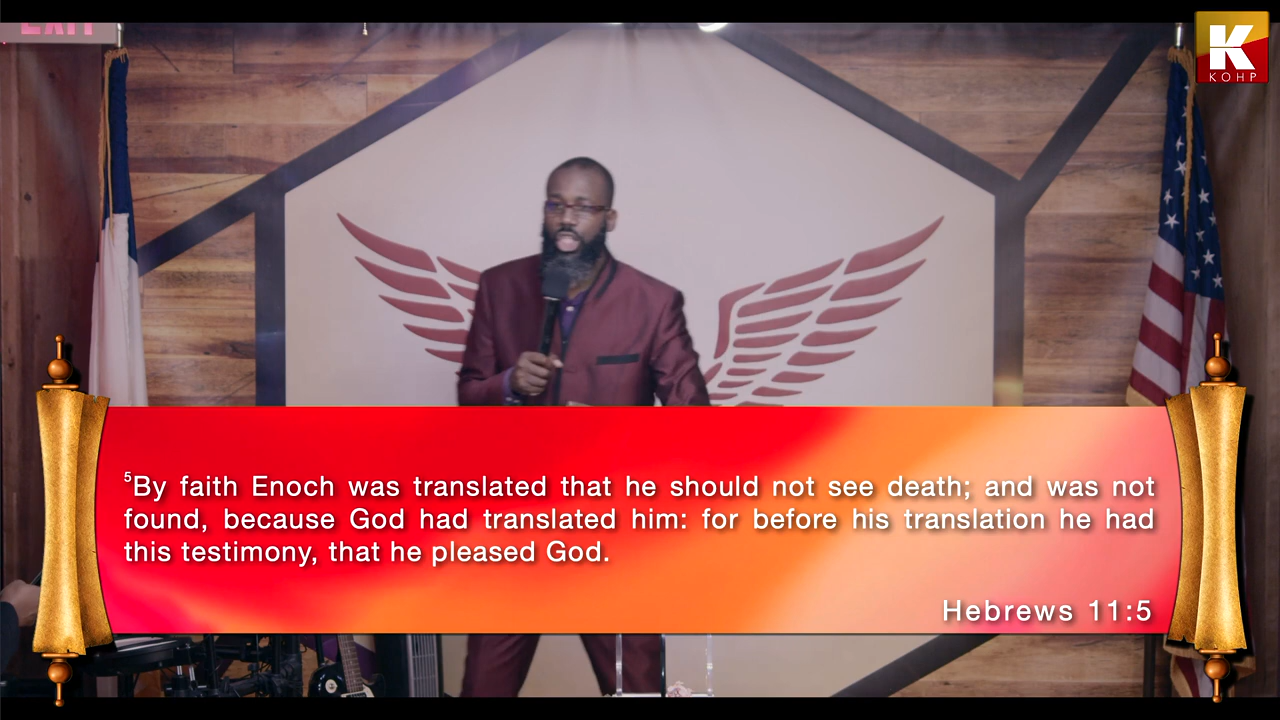 EXIT
K
KOHP
⁵By faith Enoch was translated that he should not see death; and was not
found, because God had translated him: for before his translation he had
this testimony, that he pleased God.
Hebrews 11:5